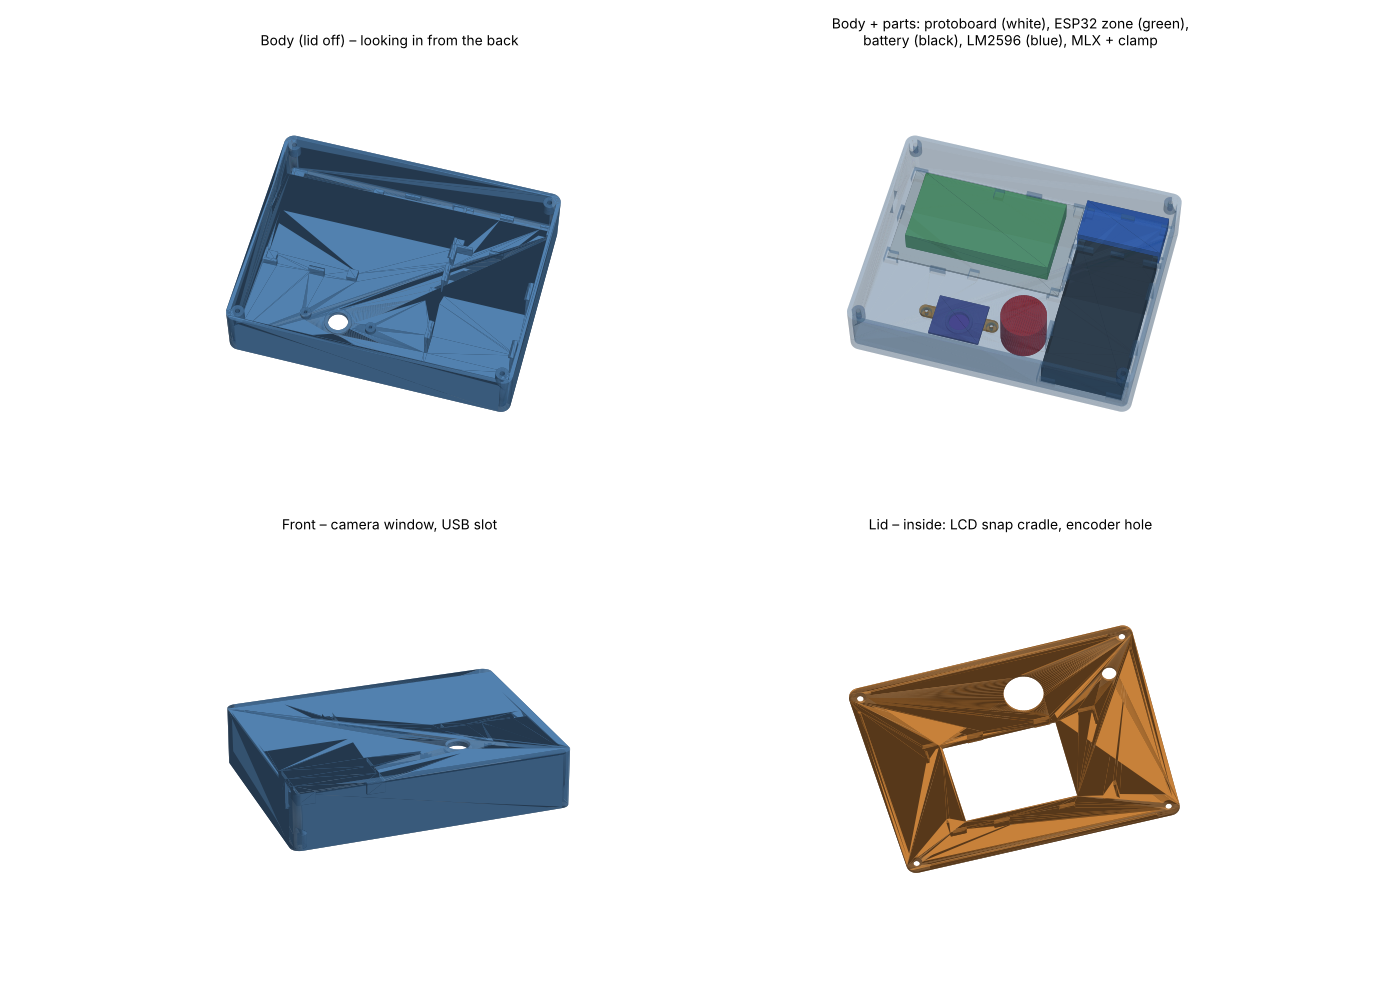 Body (lid off) – looking in from the back
Body + parts: protoboard (white), ESP32 zone (green),
battery (black), LM2596 (blue), MLX + clamp
Front – camera window, USB slot
Lid – inside: LCD snap cradle, encoder hole